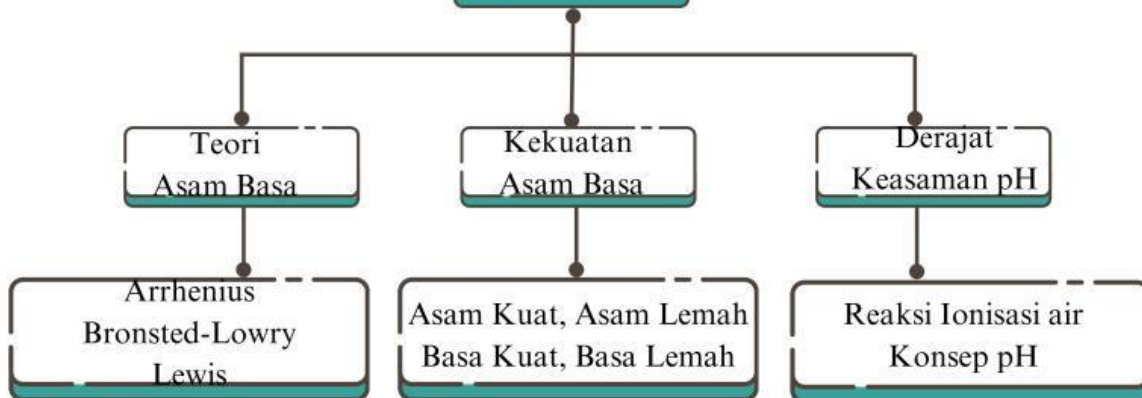 Teori
Asam Basa
Kekuatan
Asam Basa
Derajat
Keasaman pH
Arrhenius
Bronsted-Lowry
Lewis
Asam Kuat, Asam Lemah
Basa Kuat, Basa Lemah
Reaksi Ionisasi air
Konsep pH